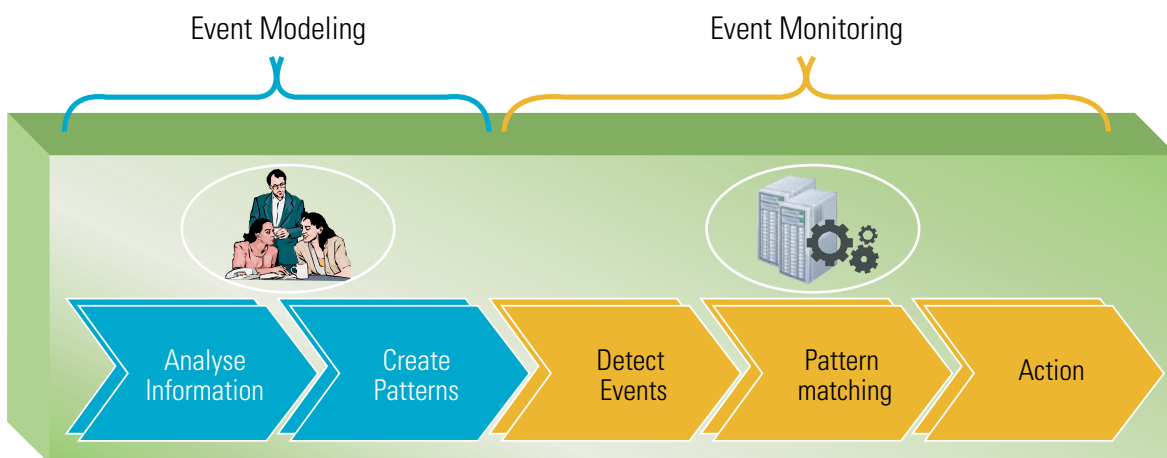 Event Modeling
Event Monitoring
Analyse
Information
Create
Patterns
Detect
Events
Pattern
matching
Action